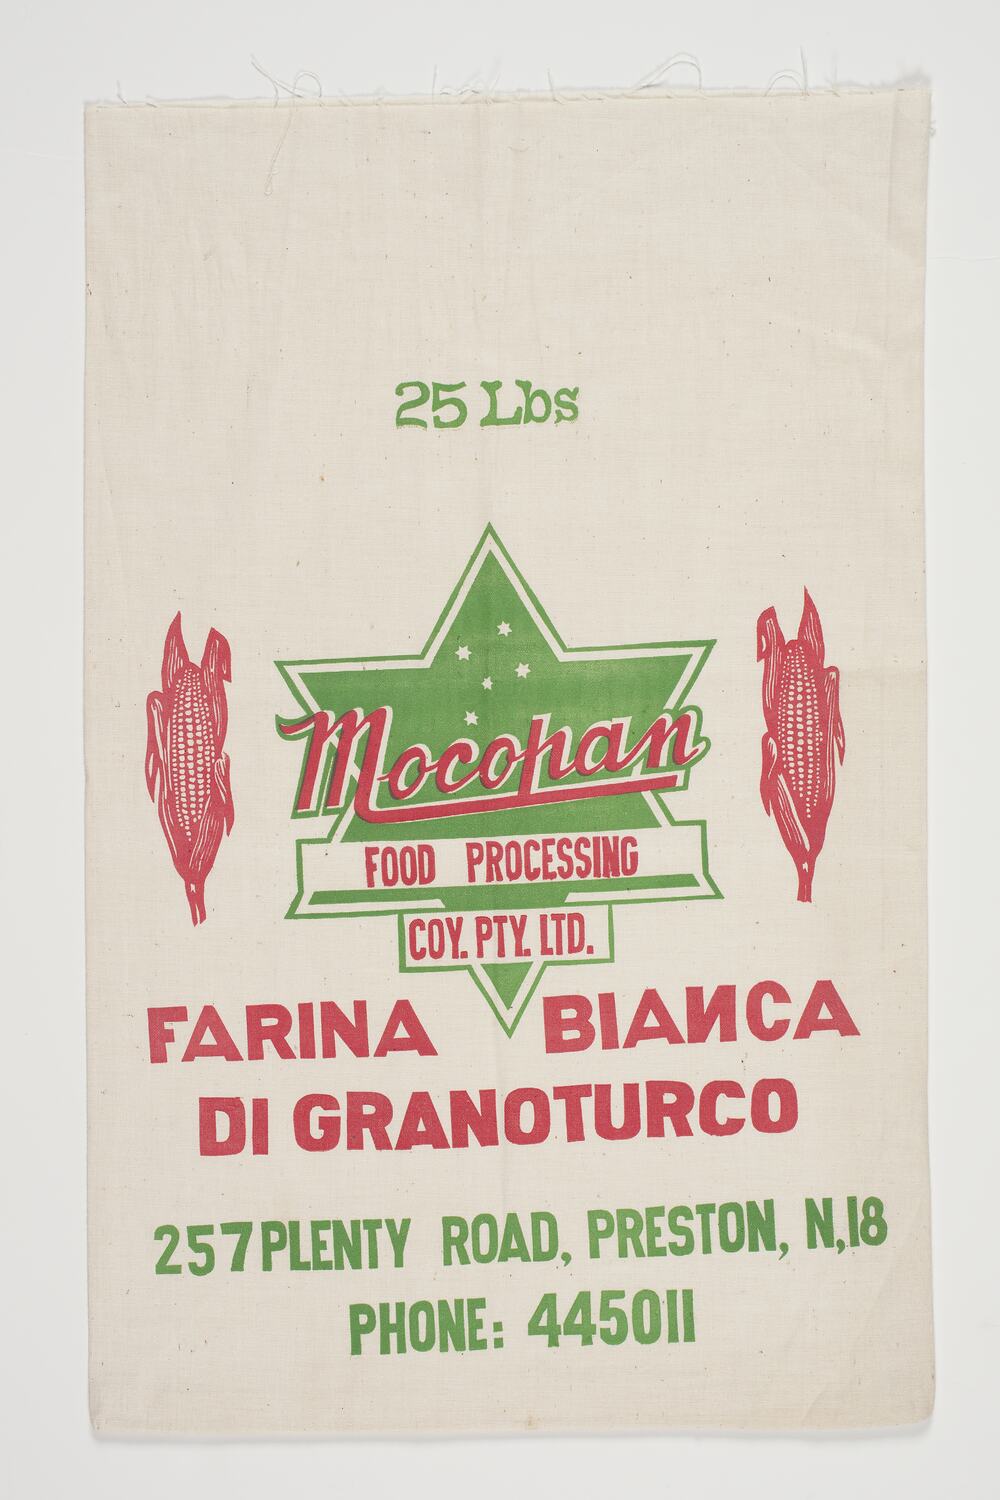 25 Lbs
Mocopan
FOOD PROCESSING
COY. PTY. LTD.
FARINA BIANCA
DI GRANOTURCO
257 PLENTY ROAD, PRESTON, N,18
PHONE: 445011